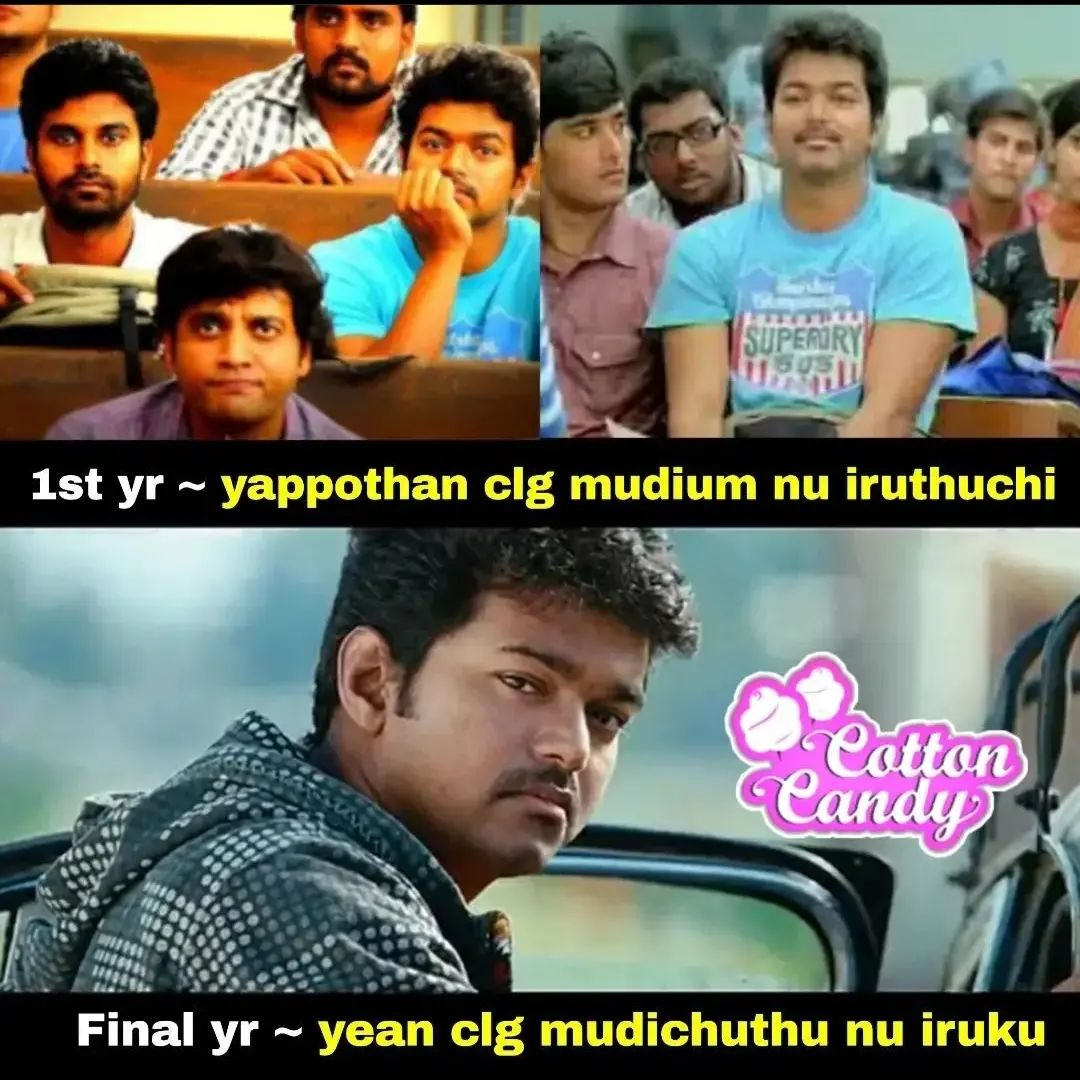 SUPERDRY
1st yr ~ yappothan clg mudium nu iruthuchi
Cotton
Candy
Final yr ~ yean clg mudichuthu nu iruku